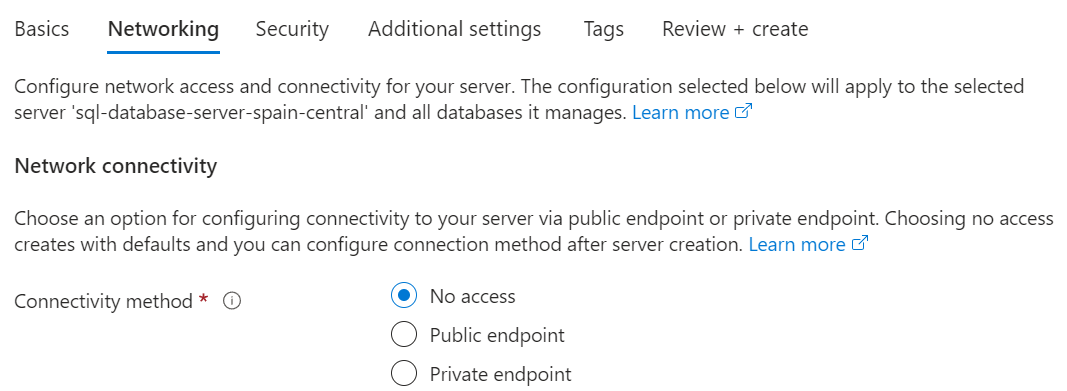 Basics Networking Security Additional settings Tags Review + create
Configure network access and connectivity for your server. The configuration selected below will apply to the selected
server 'sql-database-server-spain-central' and all databases it manages. Learn more
Network connectivity
Choose an option for configuring connectivity to your server via public endpoint or private endpoint. Choosing no access
creates with defaults and you can configure connection method after server creation. Learn more
Connectivity method * No access
Public endpoint
Private endpoint